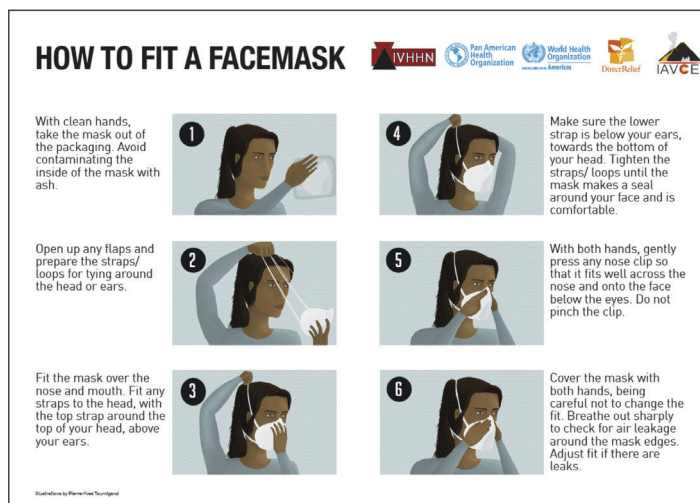 HOW TO FIT A FACEMASK
IVHHN
Pan American
Health
Organization
World Health
Organization
Americas
DirectRelief
IAVCEI
With clean hands,
take the mask out of
the packaging. Avoid
contaminating the
inside of the mask with
ash.
1
Open up any flaps and
prepare the straps/
loops for tying around
the head or ears.
2
Fit the mask over the
nose and mouth. Fit any
straps to the head, with
the top strap around the
top of your head, above
your ears.
3
4
Make sure the lower
strap is below your ears,
towards the bottom of
your head. Tighten the
straps/ loops until the
mask makes a seal
around your face and is
comfortable.
5
With both hands, gently
press any nose clip so
that it fits well across the
nose and onto the face
below the eyes. Do not
pinch the clip.
6
Cover the mask with
both hands, being
careful not to change the
fit. Breathe out sharply
to check for air leakage
around the mask edges.
Adjust fit if there are
leaks.
Illustrations by Pierre-Yves Tournigand